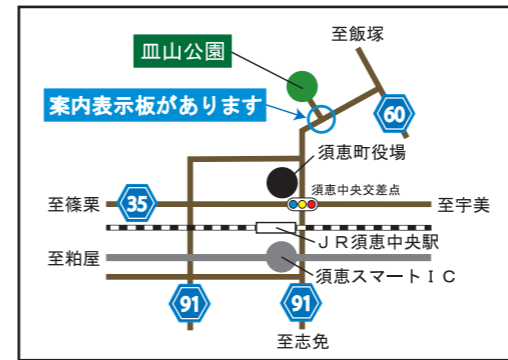 至飯塚
皿山公園
案内表示板があります
60
須恵町役場
須恵中央交差点
至篠栗
35
至宇美
ＪＲ須恵中央駅
至粕屋
須恵スマートＩＣ
91
91
至志免